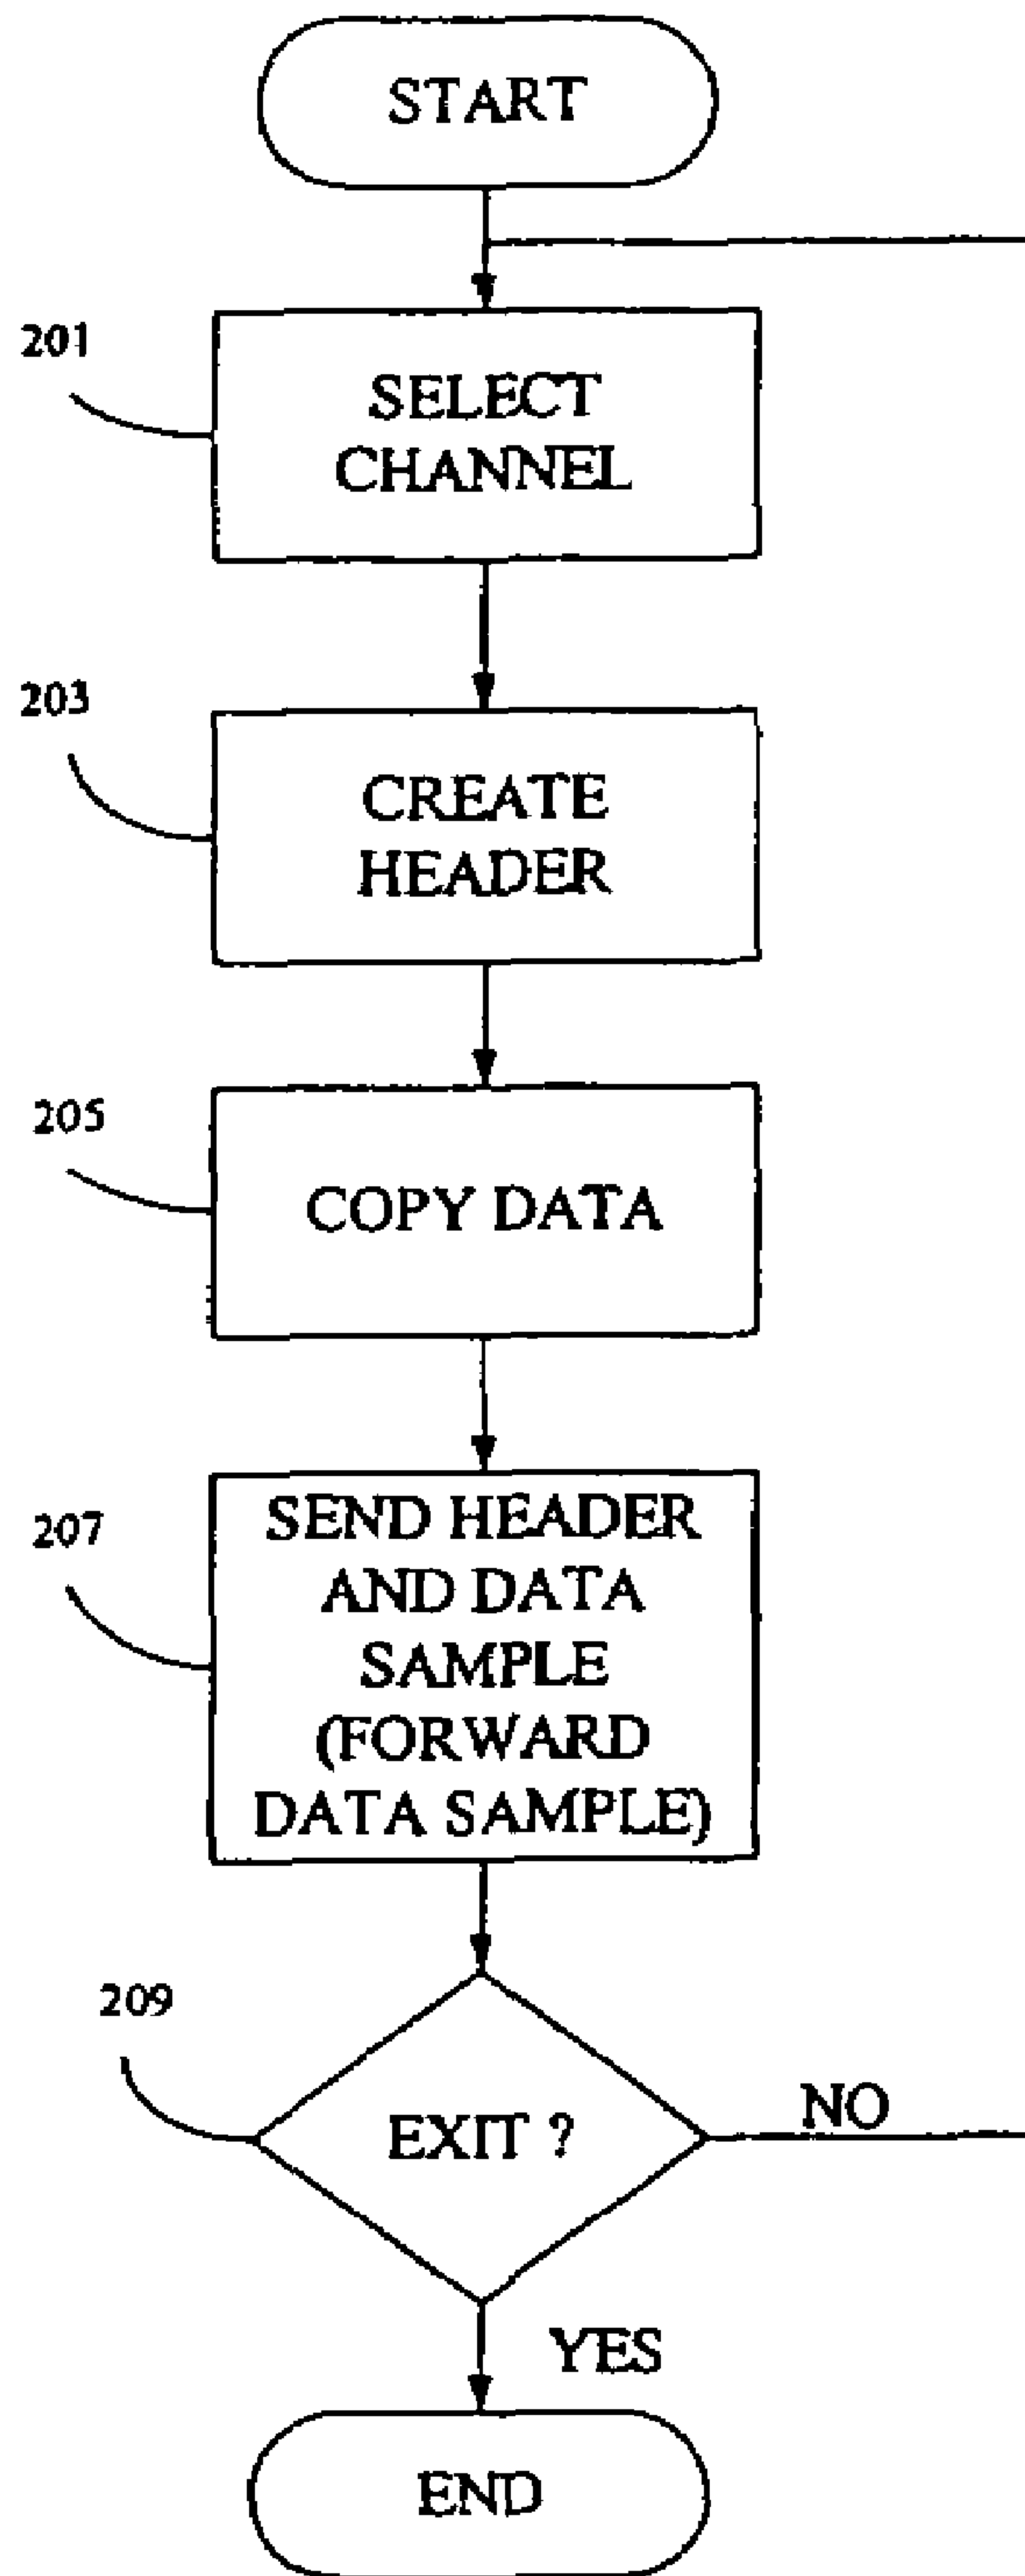 START
201
SELECT
CHANNEL
203
CREATE
HEADER
205
COPY DATA
207
SEND HEADER
AND DATA
SAMPLE
(FORWARD
DATA SAMPLE)
209
EXIT ?
NO
YES
END